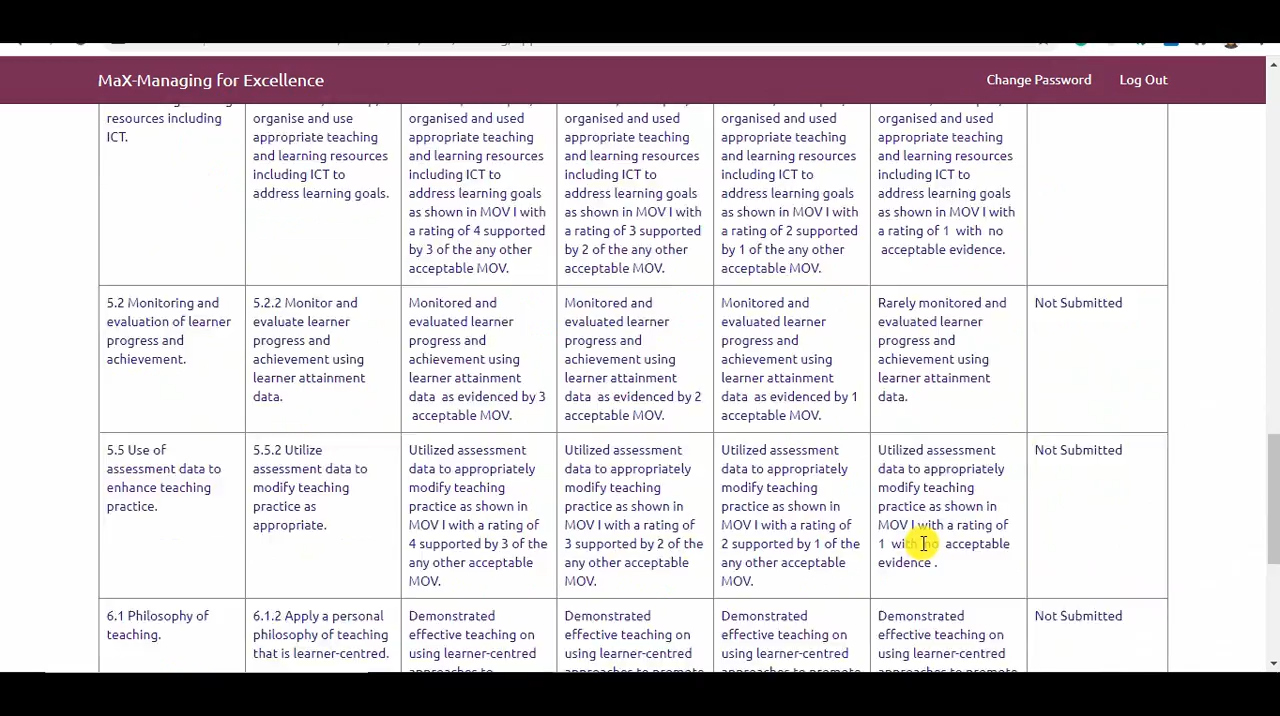 MaX-Managing for Excellence
Change Password
Log Out
resources including
ICT.
organise and use
appropriate teaching
and learning resources
including ICT to
address learning goals.
organised and used
appropriate teaching
and learning resources
including ICT to
address learning goals
as shown in MOV I with
a rating of 4 supported
by 3 of the any other
acceptable MOV.
organised and used
appropriate teaching
and learning resources
including ICT to
address learning goals
as shown in MOV I with
a rating of 3 supported
by 2 of the any other
acceptable MOV.
organised and used
appropriate teaching
and learning resources
including ICT to
address learning goals
as shown in MOV I with
a rating of 2 supported
by 1 of the any other
acceptable MOV.
organised and used
appropriate teaching
and learning resources
including ICT to
address learning goals
as shown in MOV I with
a rating of 1 with no
acceptable evidence.
5.2 Monitoring and
evaluation of learner
progress and
achievement.
5.2.2 Monitor and
evaluate learner
progress and
achievement using
learner attainment
data.
Monitored and
evaluated learner
progress and
achievement using
learner attainment
data as evidenced by 3
acceptable MOV.
Monitored and
evaluated learner
progress and
achievement using
learner attainment
data as evidenced by 2
acceptable MOV.
Monitored and
evaluated learner
progress and
achievement using
learner attainment
data as evidenced by 1
acceptable MOV.
Rarely monitored and
evaluated learner
progress and
achievement using
learner attainment
data.
Not Submitted
5.5 Use of
assessment data to
enhance teaching
practice.
5.5.2 Utilize
assessment data to
modify teaching
practice as
appropriate.
Utilized assessment
data to appropriately
modify teaching
practice as shown in
MOV I with a rating of
4 supported by 3 of the
any other acceptable
MOV.
Utilized assessment
data to appropriately
modify teaching
practice as shown in
MOV I with a rating of
3 supported by 2 of the
any other acceptable
MOV.
Utilized assessment
data to appropriately
modify teaching
practice as shown in
MOV I with a rating of
2 supported by 1 of the
any other acceptable
MOV.
Utilized assessment
data to appropriately
modify teaching
practice as shown in
MOV I with a rating of
1 with no acceptable
evidence .
Not Submitted
6.1 Philosophy of
teaching.
6.1.2 Apply a personal
philosophy of teaching
that is learner-centred.
Demonstrated
effective teaching on
using learner-centred
approaches to
Demonstrated
effective teaching on
using learner-centred
approaches to promote
Demonstrated
effective teaching on
using learner-centred
approaches to promote
Demonstrated
effective teaching on
using learner-centred
approaches to promote
Not Submitted